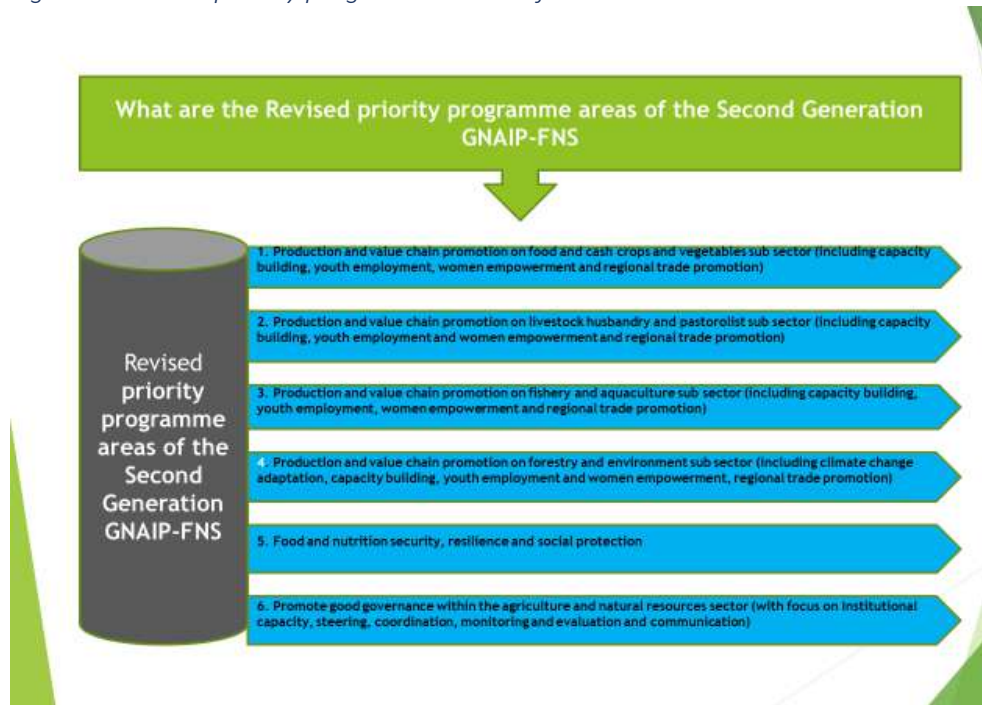 What are the Revised priority programme areas of the Second Generation
GNAIP-FNS
Revised
priority
programme
areas of the
Second
Generation
GNAIP-FNS
1. Production and value chain promotion on food and cash crops and vegetables sub sector (including capacity
building, youth employment, women empowerment and regional trade promotion)
2. Production and value chain promotion on livestock husbandry and pastorolist sub sector (including capacity
building, youth employment and women empowerment and regional trade promotion)
3. Production and value chain promotion on fishery and aquaculture sub sector (including capacity building,
youth employment, women empowerment and regional trade promotion)
4. Production and value chain promotion on forestry and environment sub sector (including climate change
adaptation, capacity building, youth employment and women empowerment, regional trade promotion)
5. Food and nutrition security, resilience and social protection
6. Promote good governance within the agriculture and natural resources sector (with focus on institutional
capacity, steering, coordination, monitoring and evaluation and communication)